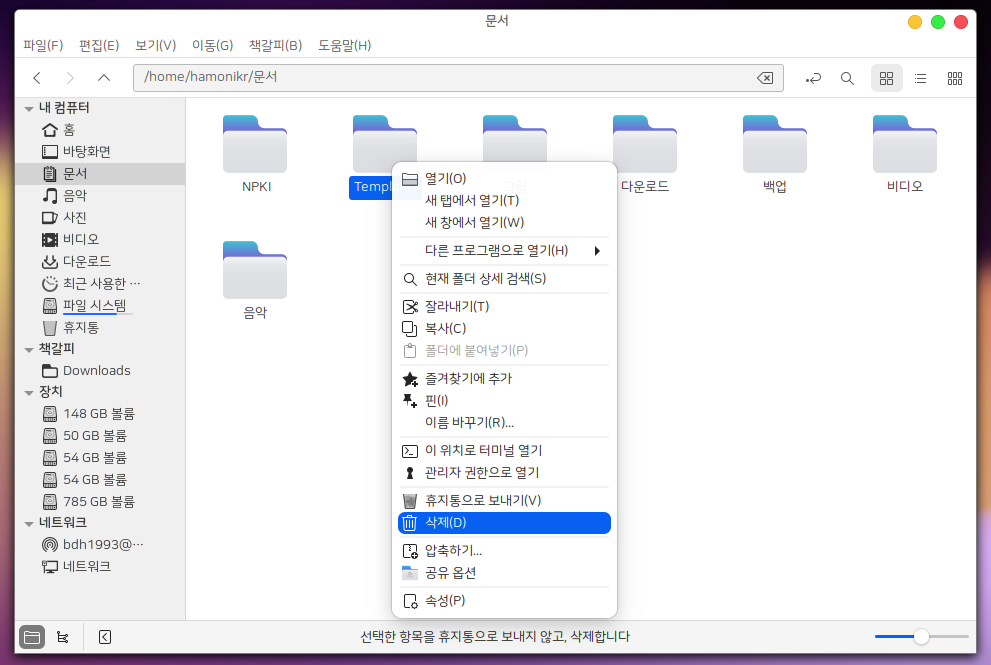 문서
파일(F) 편집(E) 보기(V) 이동(G) 책갈피(B) 도움말(H)
/home/hamonikr/문서
내 컴퓨터
홈
바탕화면
문서
음악
사진
비디오
다운로드
최근 사용한 ...
파일 시스템
휴지통
책갈피
Downloads
장치
148 GB 볼륨
50 GB 볼륨
54 GB 볼륨
54 GB 볼륨
785 GB 볼륨
네트워크
bdh1993@...
네트워크
NPKI
다운로드
백업
비디오
음악
열기(O)
새 탭에서 열기(T)
새 창에서 열기(W)
다른 프로그램으로 열기(H)
현재 폴더 상세 검색(S)
잘라내기(T)
복사(C)
폴더에 붙여넣기(P)
즐겨찾기에 추가
핀(I)
이름 바꾸기(R)...
이 위치로 터미널 열기
관리자 권한으로 열기
휴지통으로 보내기(V)
삭제(D)
압축하기...
공유 옵션
속성(P)
선택한 항목을 휴지통으로 보내지 않고, 삭제합니다